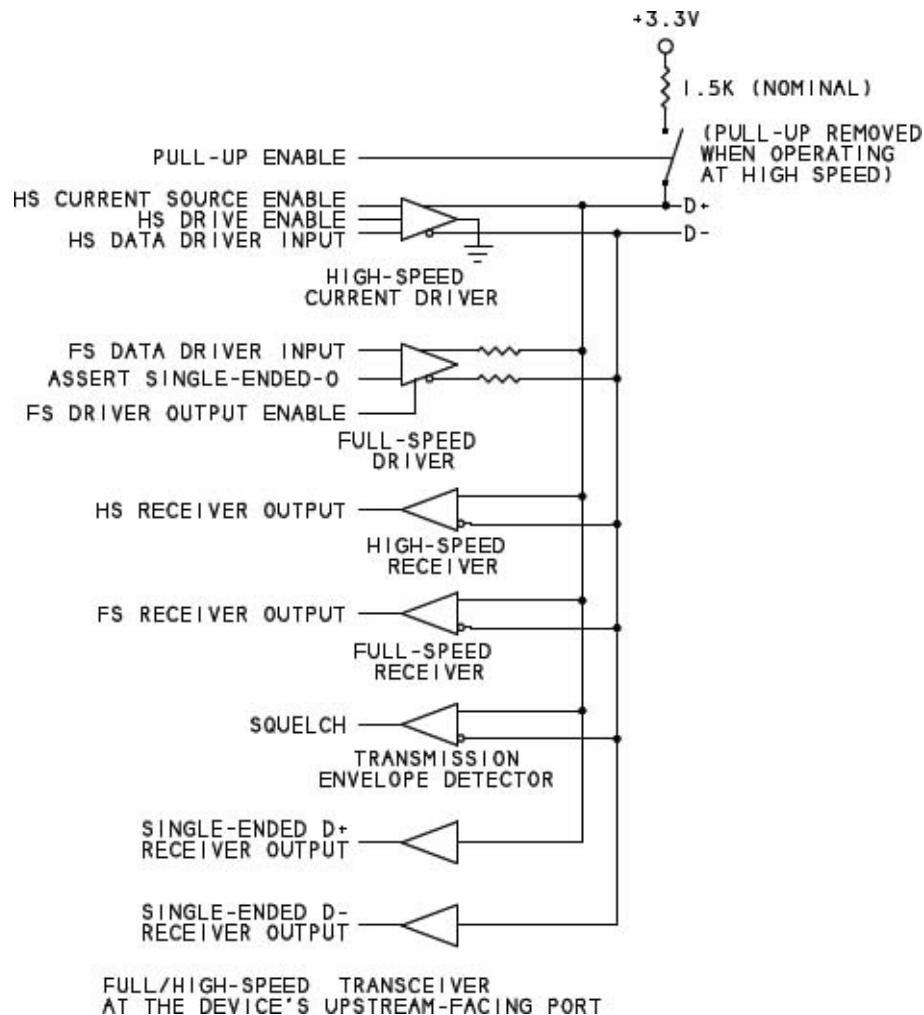 +3.3V
1.5K (NOMINAL)
(PULL-UP REMOVED
WHEN OPERATING
AT HIGH SPEED)
PULL-UP ENABLE
HS CURRENT SOURCE ENABLE
HS DRIVE ENABLE
HS DATA DRIVER INPUT
D+
D-
HIGH-SPEED
CURRENT DRIVER
FS DATA DRIVER INPUT
ASSERT SINGLE-ENDED-0
FS DRIVER OUTPUT ENABLE
FULL-SPEED
DRIVER
HS RECEIVER OUTPUT
HIGH-SPEED
RECEIVER
FS RECEIVER OUTPUT
FULL-SPEED
RECEIVER
SQUELCH
TRANSMISSION
ENVELOPE DETECTOR
SINGLE-ENDED D+
RECEIVER OUTPUT
SINGLE-ENDED D-
RECEIVER OUTPUT
FULL/HIGH-SPEED TRANSCEIVER
AT THE DEVICE'S UPSTREAM-FACING PORT